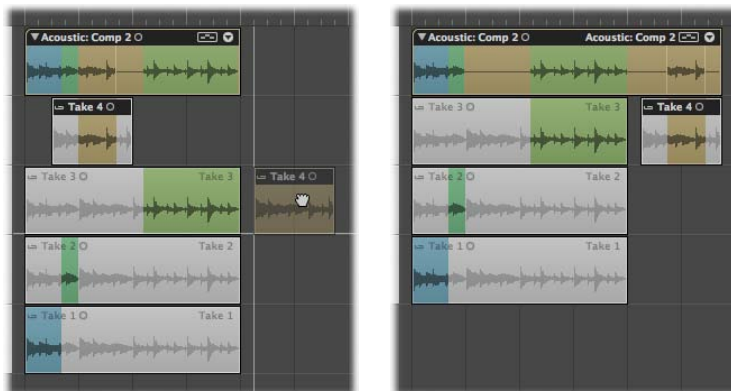 Acoustic: Comp 2
Take 4
Take 3 Take 3
Take 4
Take 2 Take 2
Take 1 Take 1
Acoustic: Comp 2 Acoustic: Comp 2
Take 3 Take 3
Take 4
Take 2 Take 2
Take 1 Take 1